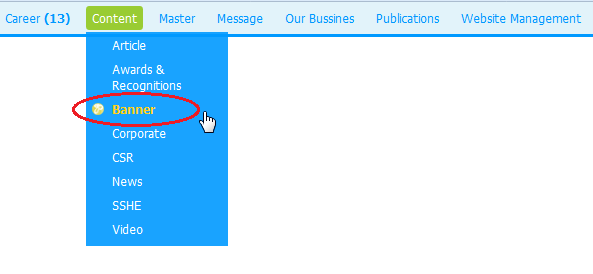 Career (13) Content Master Message Our Bussines Publications Website Management
Article
Awards &
Recognitions
Banner
Corporate
CSR
News
SSHE
Video